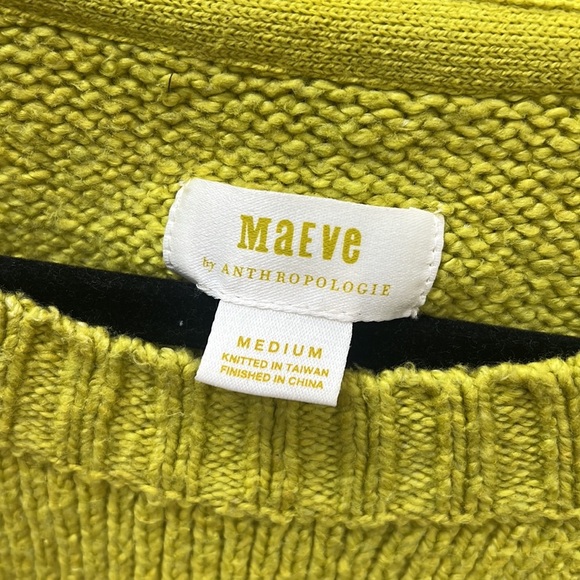 MaEVe
by ANTHROPOLOGIE
MEDIUM
KNITTED IN TAIWAN
FINISHED IN CHINA